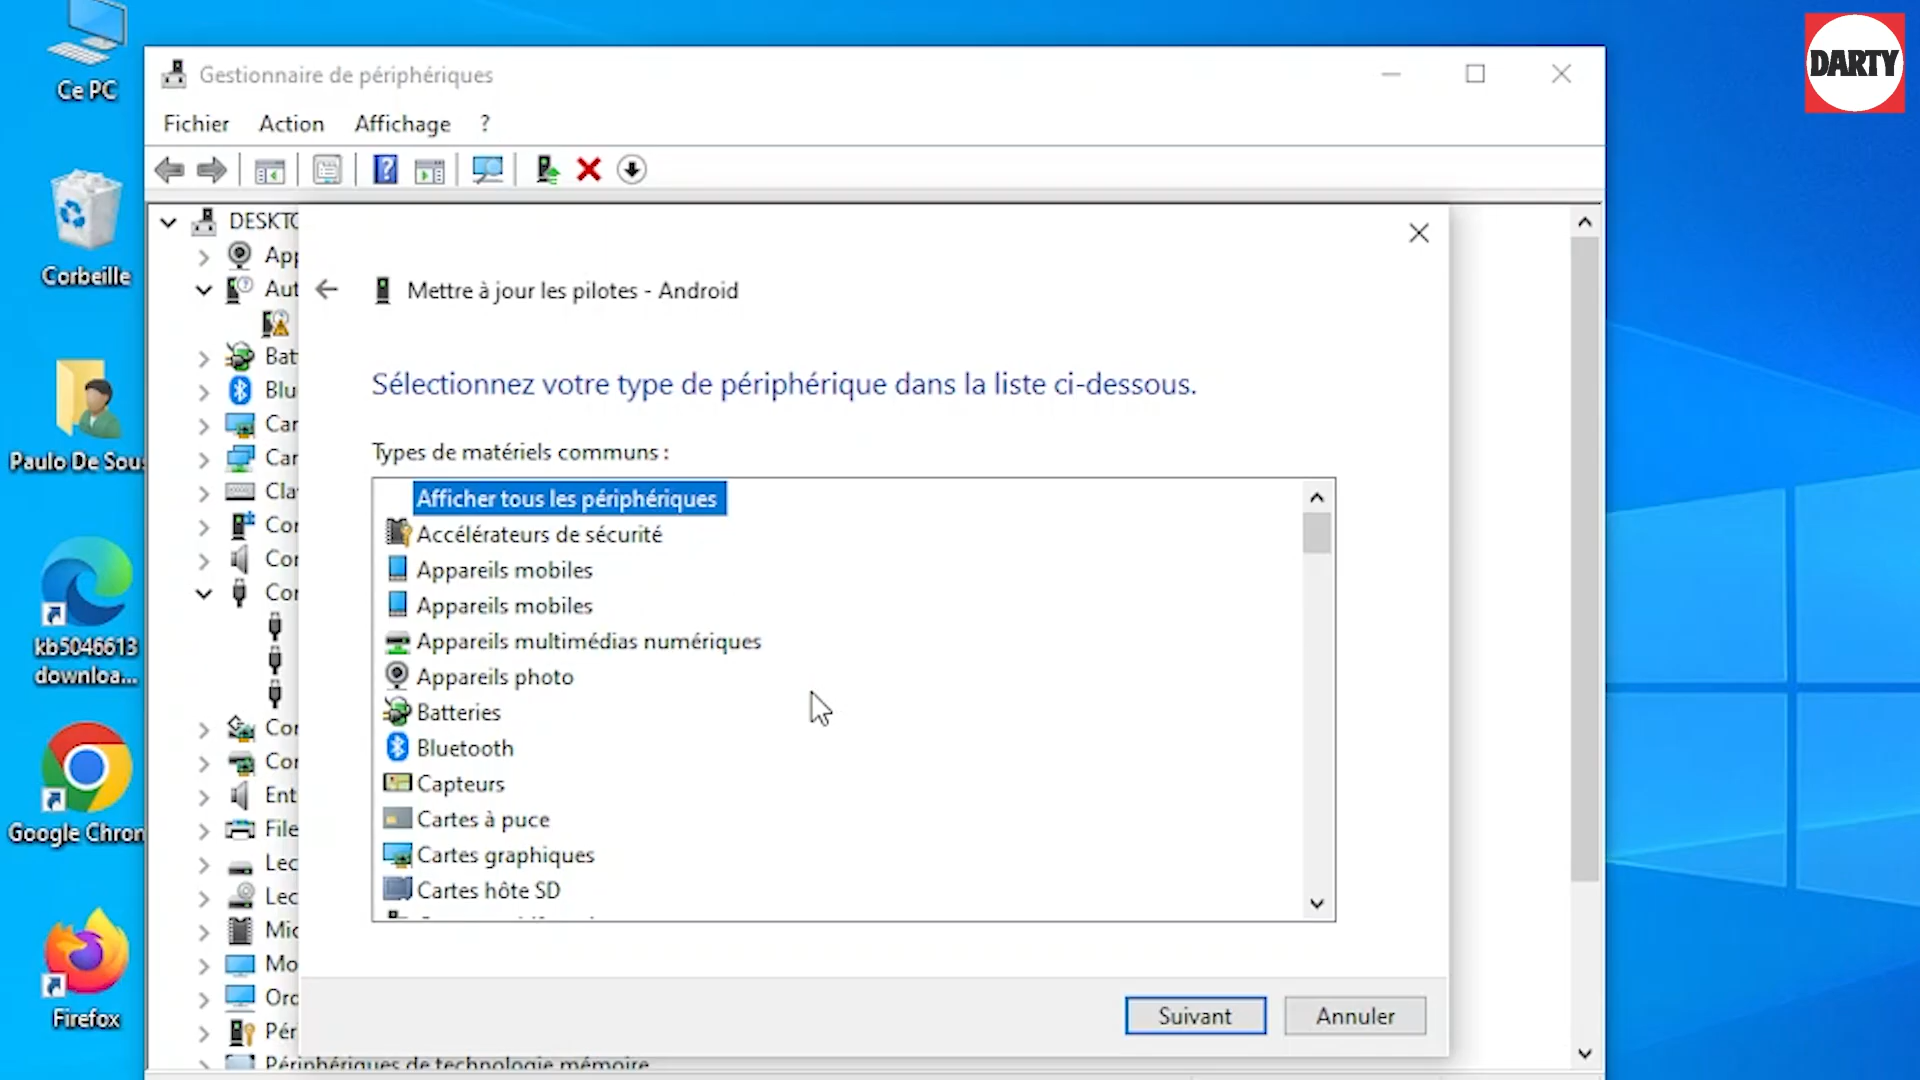 DARTY
Ce PC
Corbeille
Paulo De Sou
kb5046613
downloa...
Google Chron
Firefox
Gestionnaire de périphériques
Fichier Action Affichage ?
DESKTO
App
Aut
Bat
Blu
Car
Car
Cla
Cor
Cor
Cor
Cor
Cor
Ent
File
Lec
Lec
Mic
Mo
Ord
Pér
Périphériques de technologie mémoire
Mettre à jour les pilotes - Android
Sélectionnez votre type de périphérique dans la liste ci-dessous.
Types de matériels communs :
Afficher tous les périphériques
Accélérateurs de sécurité
Appareils mobiles
Appareils mobiles
Appareils multimédias numériques
Appareils photo
Batteries
Bluetooth
Capteurs
Cartes à puce
Cartes graphiques
Cartes hôte SD
Suivant
Annuler